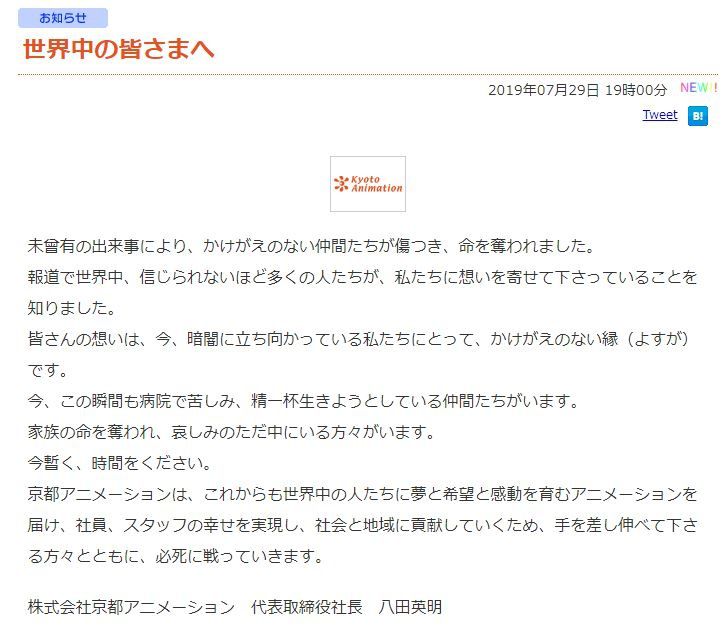 お知らせ
世界中の皆さまへ
2019年07月29日 19時00分 NEW!
Tweet B!
Kyoto
Animation
未曾有の出来事により、かけがえのない仲間たちが傷つき、命を奪われました。
報道で世界中、信じられないほど多くの人たちが、私たちに想いを寄せて下さっていることを
知りました。
皆さんの想いは、今、暗闇に立ち向かっている私たちにとって、かけがえのない縁（よすが）
です。
今、この瞬間も病院で苦しみ、精一杯生きようとしている仲間たちがいます。
家族の命を奪われ、哀しみのただ中にいる方々がいます。
今暫く、時間をください。
京都アニメーションは、これからも世界中の人たちに夢と希望と感動を育むアニメーションを
届け、社員、スタッフの幸せを実現し、社会と地域に貢献していくため、手を差し伸べて下さ
る方々とともに、必死に戦っていきます。
株式会社京都アニメーション　代表取締役社長　八田英明